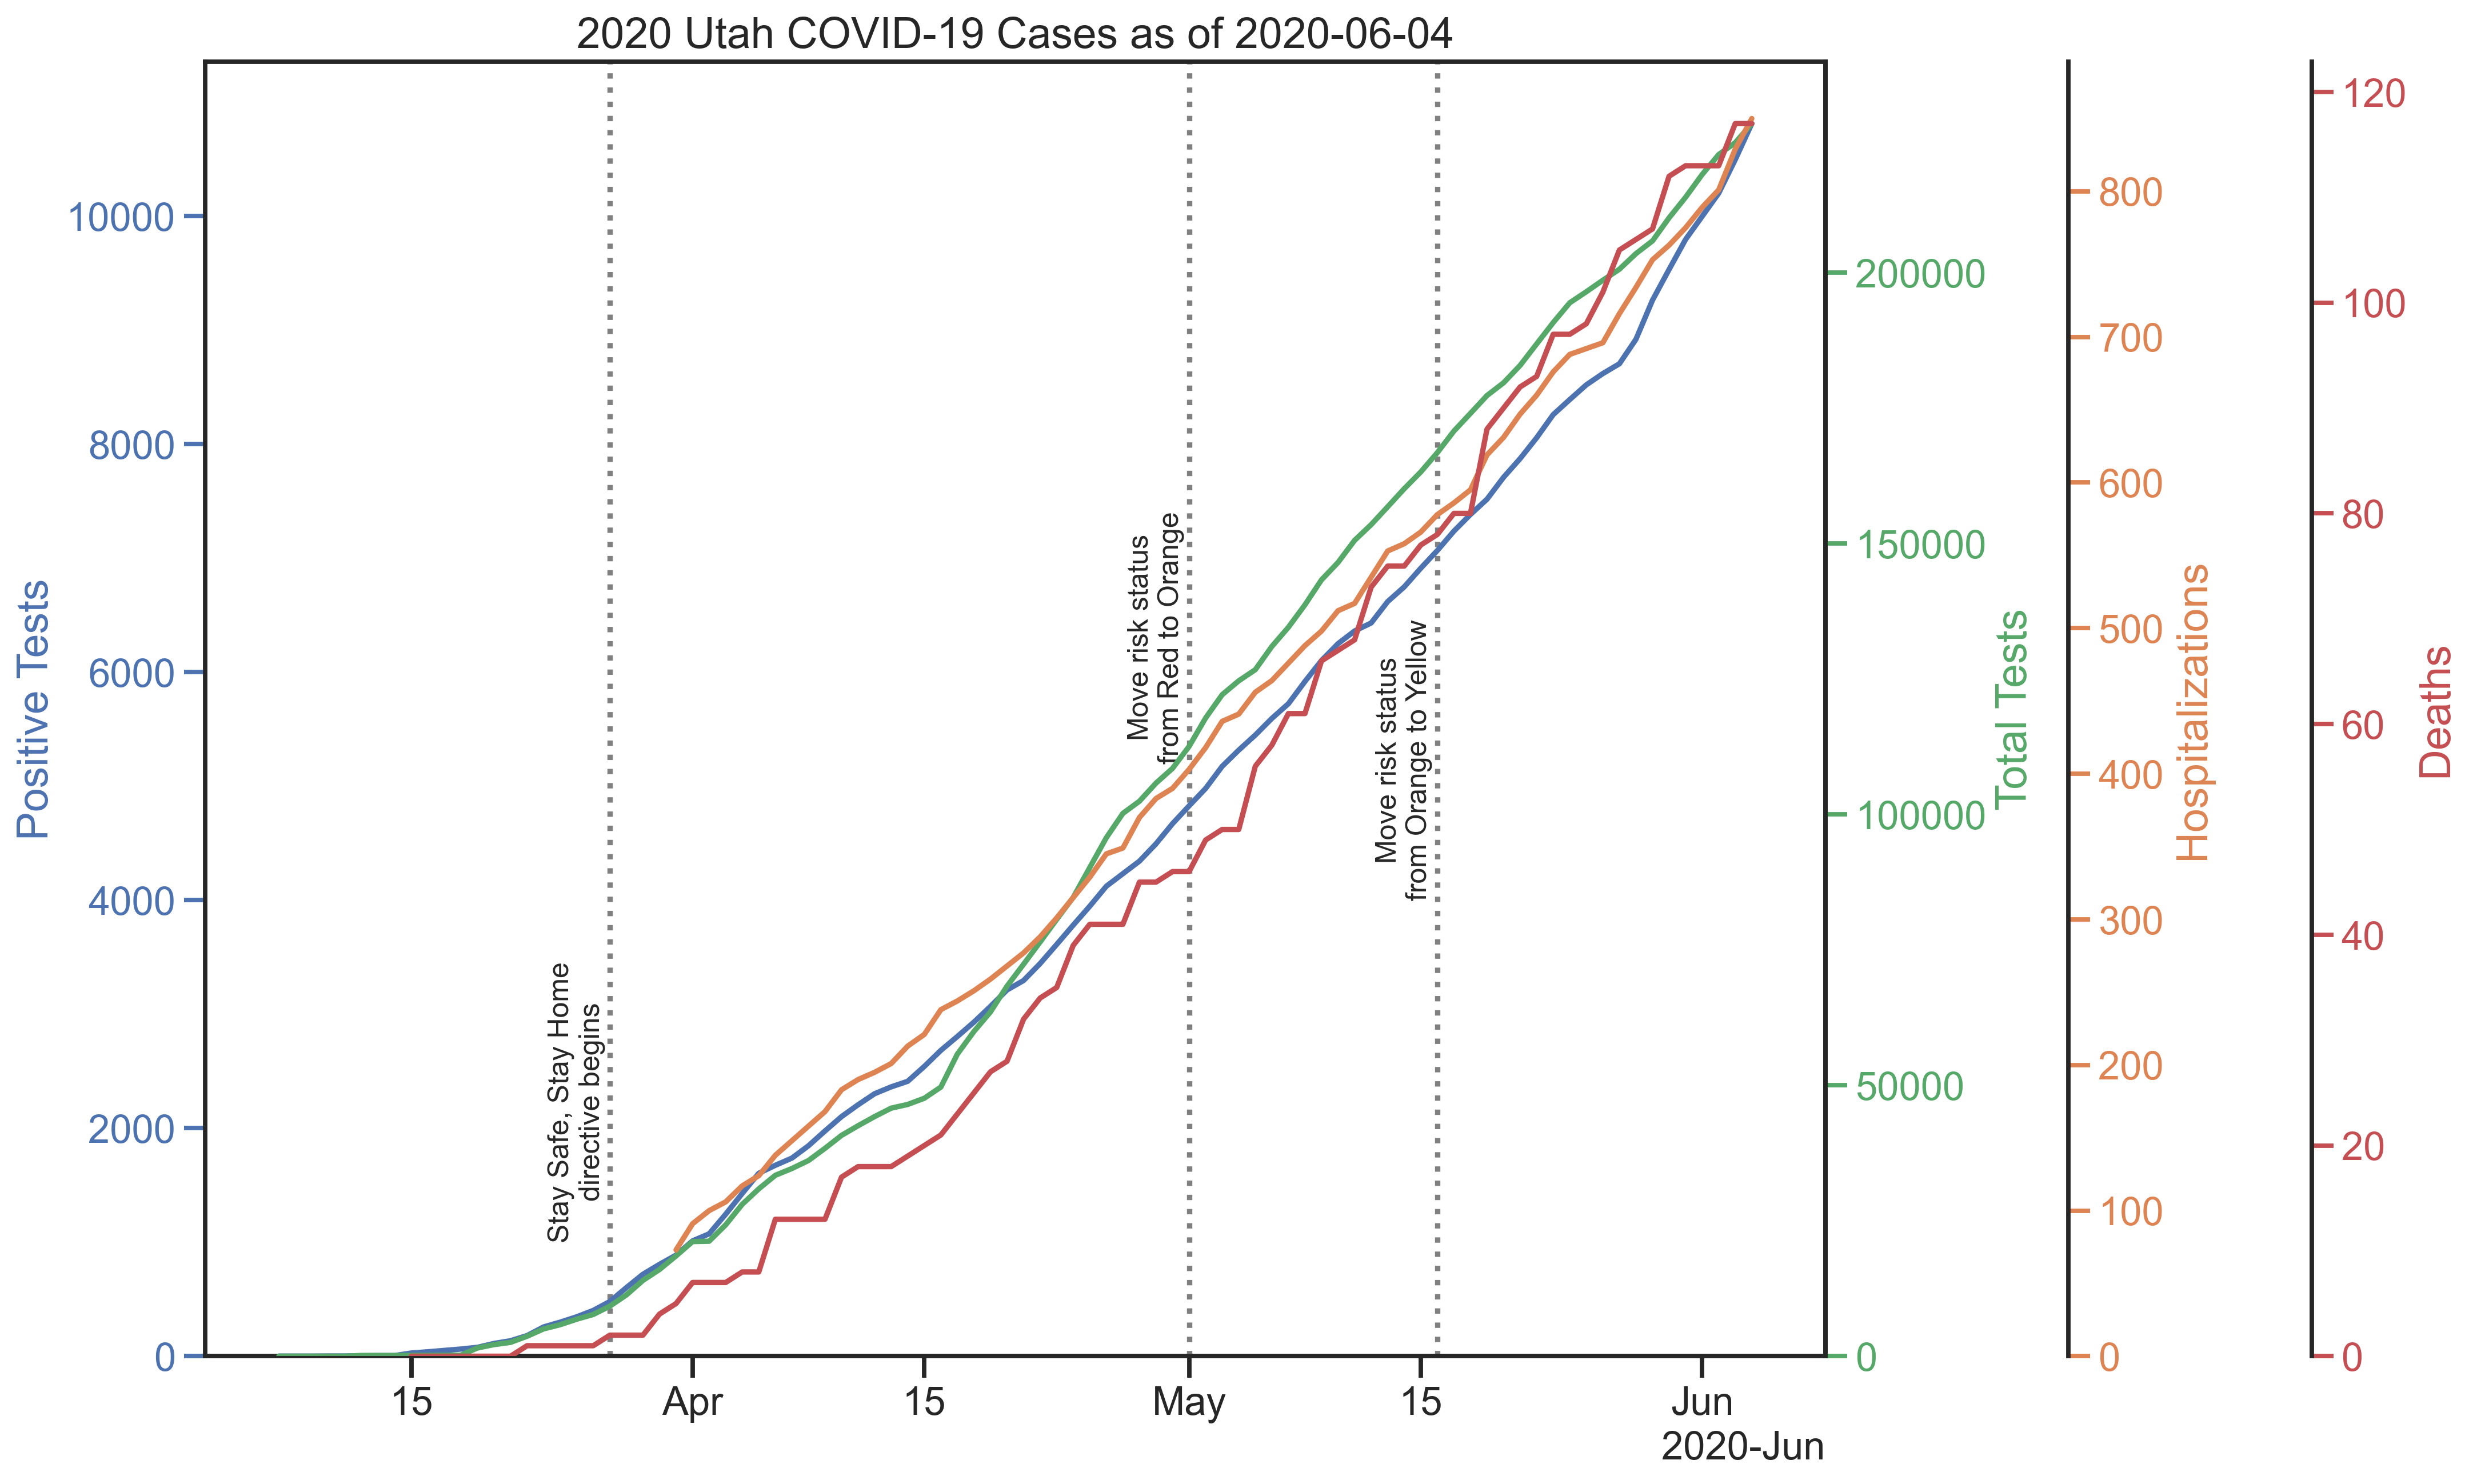 2020 Utah COVID-19 Cases as of 2020-06-04
Positive Tests
10000
8000
6000
4000
2000
0
Stay Safe, Stay Home
directive begins
Move risk status
from Red to Orange
Move risk status
from Orange to Yellow
15
Apr
15
May
15
Jun
2020-Jun
200000
150000
100000
50000
0
Total Tests
800
700
600
500
400
300
200
100
0
Hospitalizations
120
100
80
60
40
20
0
Deaths